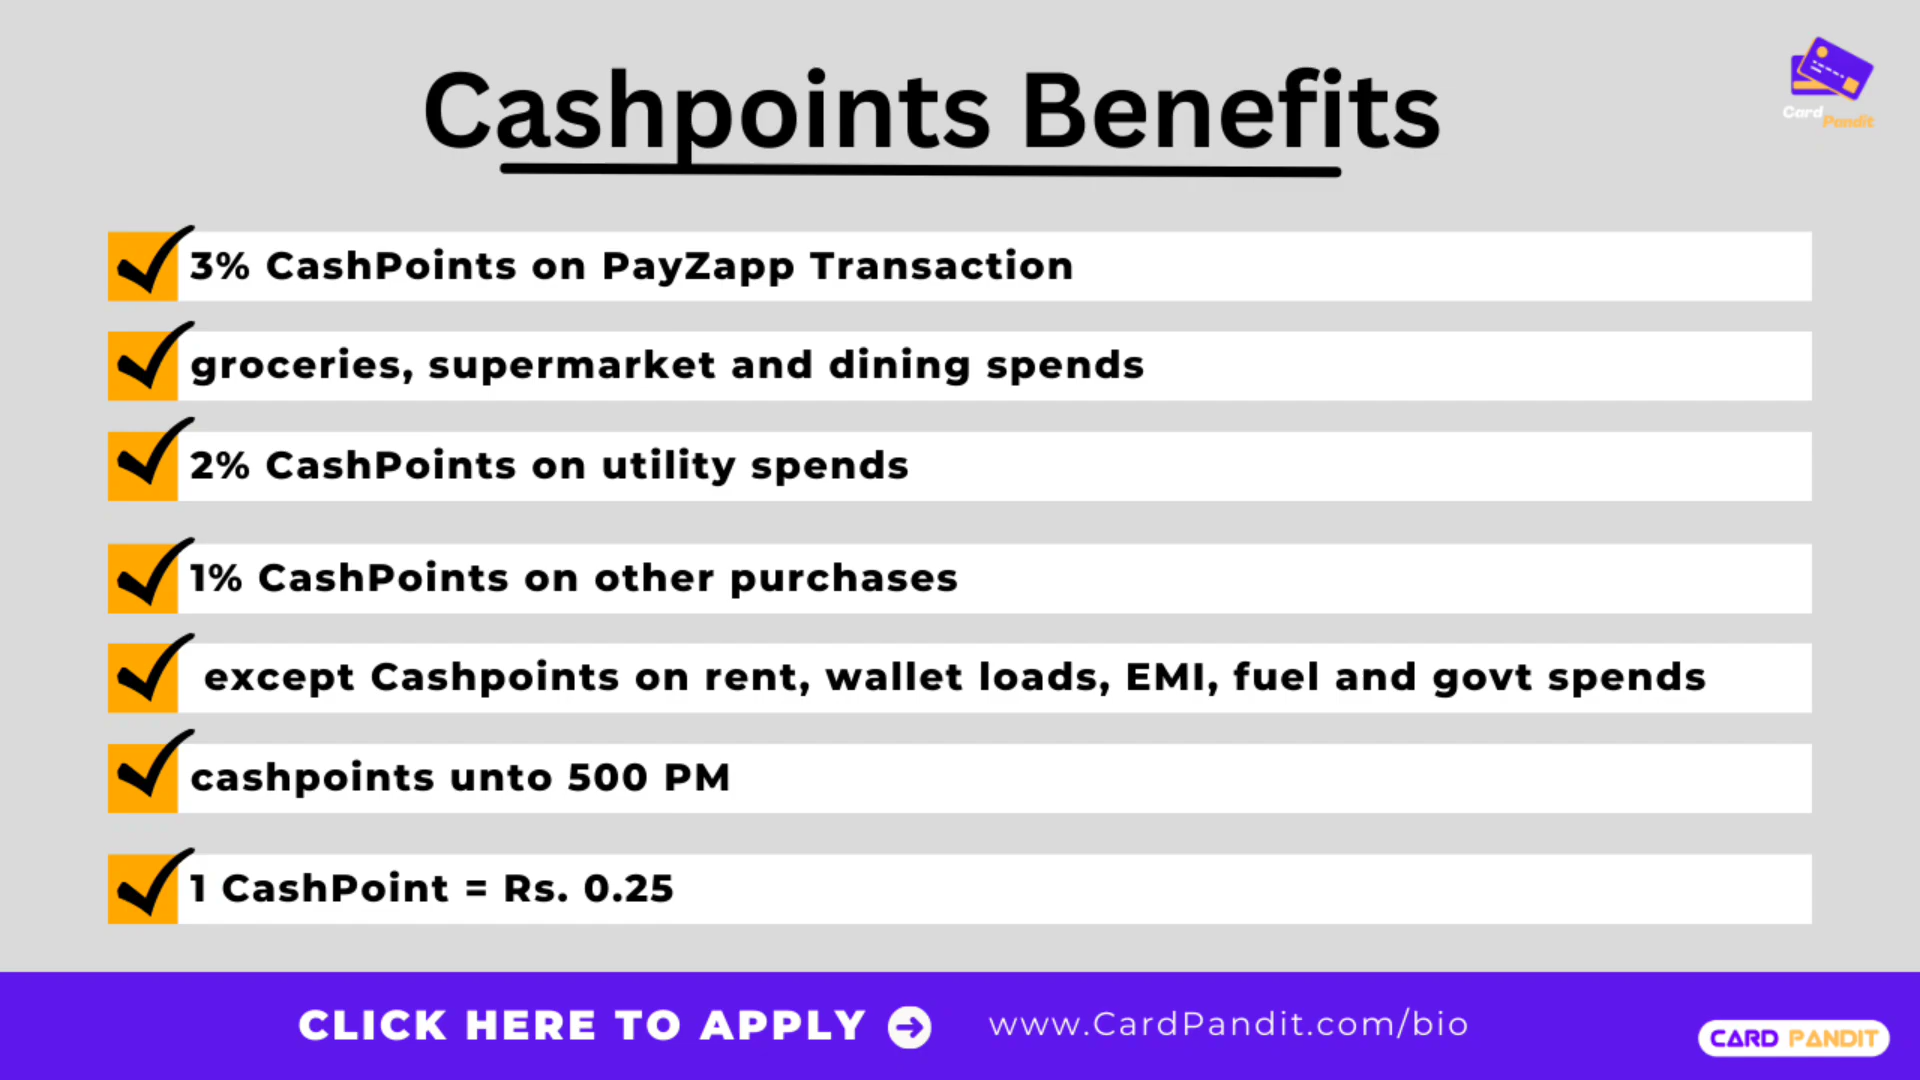 Cashpoints Benefits
Card
Pandit
3% CashPoints on PayZapp Transaction
groceries, supermarket and dining spends
2% CashPoints on utility spends
1% CashPoints on other purchases
except Cashpoints on rent, wallet loads, EMI, fuel and govt spends
cashpoints unto 500 PM
1 CashPoint = Rs. 0.25
CLICK HERE TO APPLY www.CardPandit.com/bio
CARD PANDIT